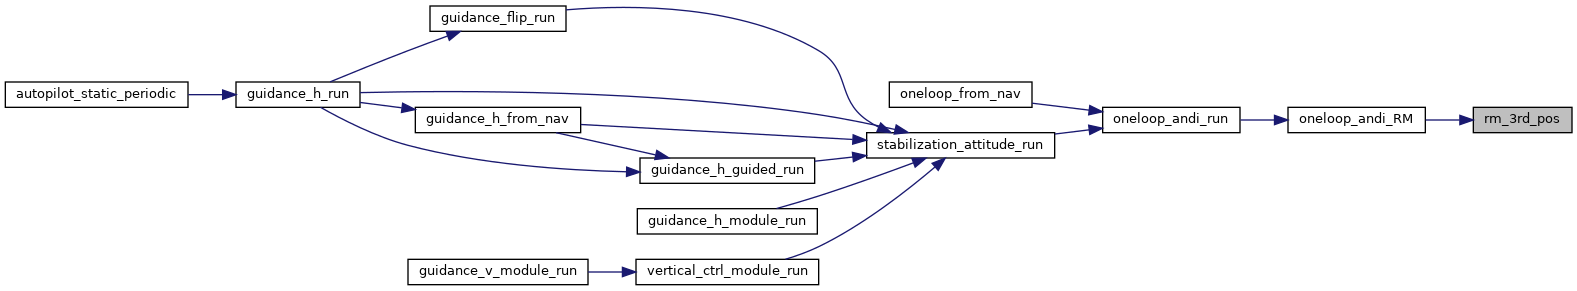 guidance_flip_run
autopilot_static_periodic
guidance_h_run
oneloop_from_nav
guidance_h_from_nav
oneloop_andi_run
oneloop_andi_RM
rm_3rd_pos
stabilization_attitude_run
guidance_h_guided_run
guidance_h_module_run
guidance_v_module_run
vertical_ctrl_module_run